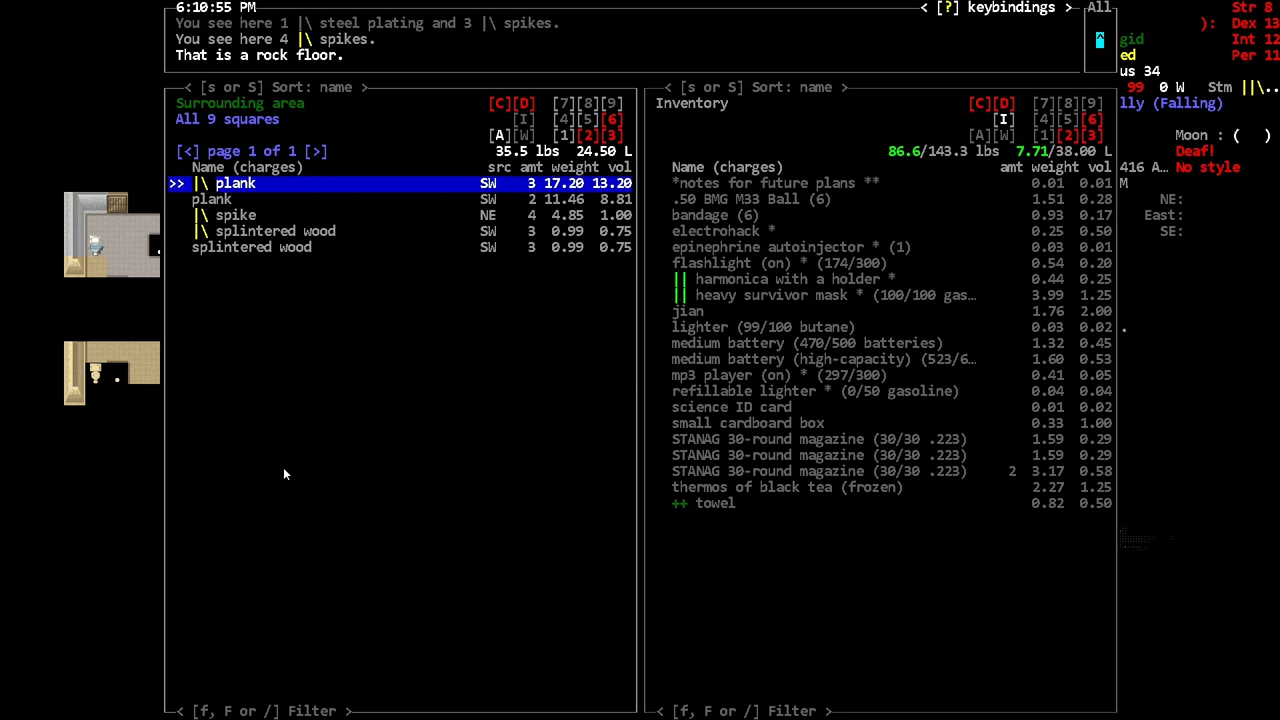 6:10:55 PM
< [?] keybindings >
All
Str 8
You see here 1 |\ steel plating and 3 |\ spikes.
): Dex 13
You see here 4 |\ spikes.
^
gid Int 12
That is a rock floor.
ed Per 11
us 34
< [s or S] Sort: name >
< [s or S] Sort: name >
99 0 W Stm ||\..
Surrounding area [C][D] [7][8][9]
Inventory [C][D] [7][8][9]
lly (Falling)
All 9 squares [I] [4][5][6]
[I] [4][5][6]
[A][W] [1][2][3]
[A][W] [1][2][3]
Moon : ( )
[<] page 1 of 1 [>] 35.5 lbs 24.50 L
86.6/143.3 lbs 7.71/38.00 L
Deaf!
Name (charges) src amt weight vol
Name (charges) amt weight vol
416 A… No style
>> |\ plank SW 3 17.20 13.20
*notes for future plans ** 0.01 0.01
M
plank SW 2 11.46 8.81
.50 BMG M33 Ball (6) 1.51 0.28
NE:
|\ spike NE 4 4.85 1.00
bandage (6) 0.93 0.17
East:
|\ splintered wood SW 3 0.99 0.75
electrohack * 0.25 0.50
SE:
splintered wood SW 3 0.99 0.75
epinephrine autoinjector * (1) 0.03 0.01
flashlight (on) * (174/300) 0.54 0.20
|| harmonica with a holder * 0.44 0.25
|| heavy survivor mask * (100/100 gas… 3.99 1.25
jian 1.76 2.00
lighter (99/100 butane) 0.03 0.02
.
medium battery (470/500 batteries) 1.32 0.45
medium battery (high-capacity) (523/6… 1.60 0.53
mp3 player (on) * (297/300) 0.41 0.05
refillable lighter * (0/50 gasoline) 0.04 0.04
science ID card 0.01 0.02
small cardboard box 0.33 1.00
STANAG 30-round magazine (30/30 .223) 1.59 0.29
STANAG 30-round magazine (30/30 .223) 1.59 0.29
STANAG 30-round magazine (30/30 .223) 2 3.17 0.58
thermos of black tea (frozen) 2.27 1.25
++ towel 0.82 0.50
< [f, F or /] Filter >
< [f, F or /] Filter >